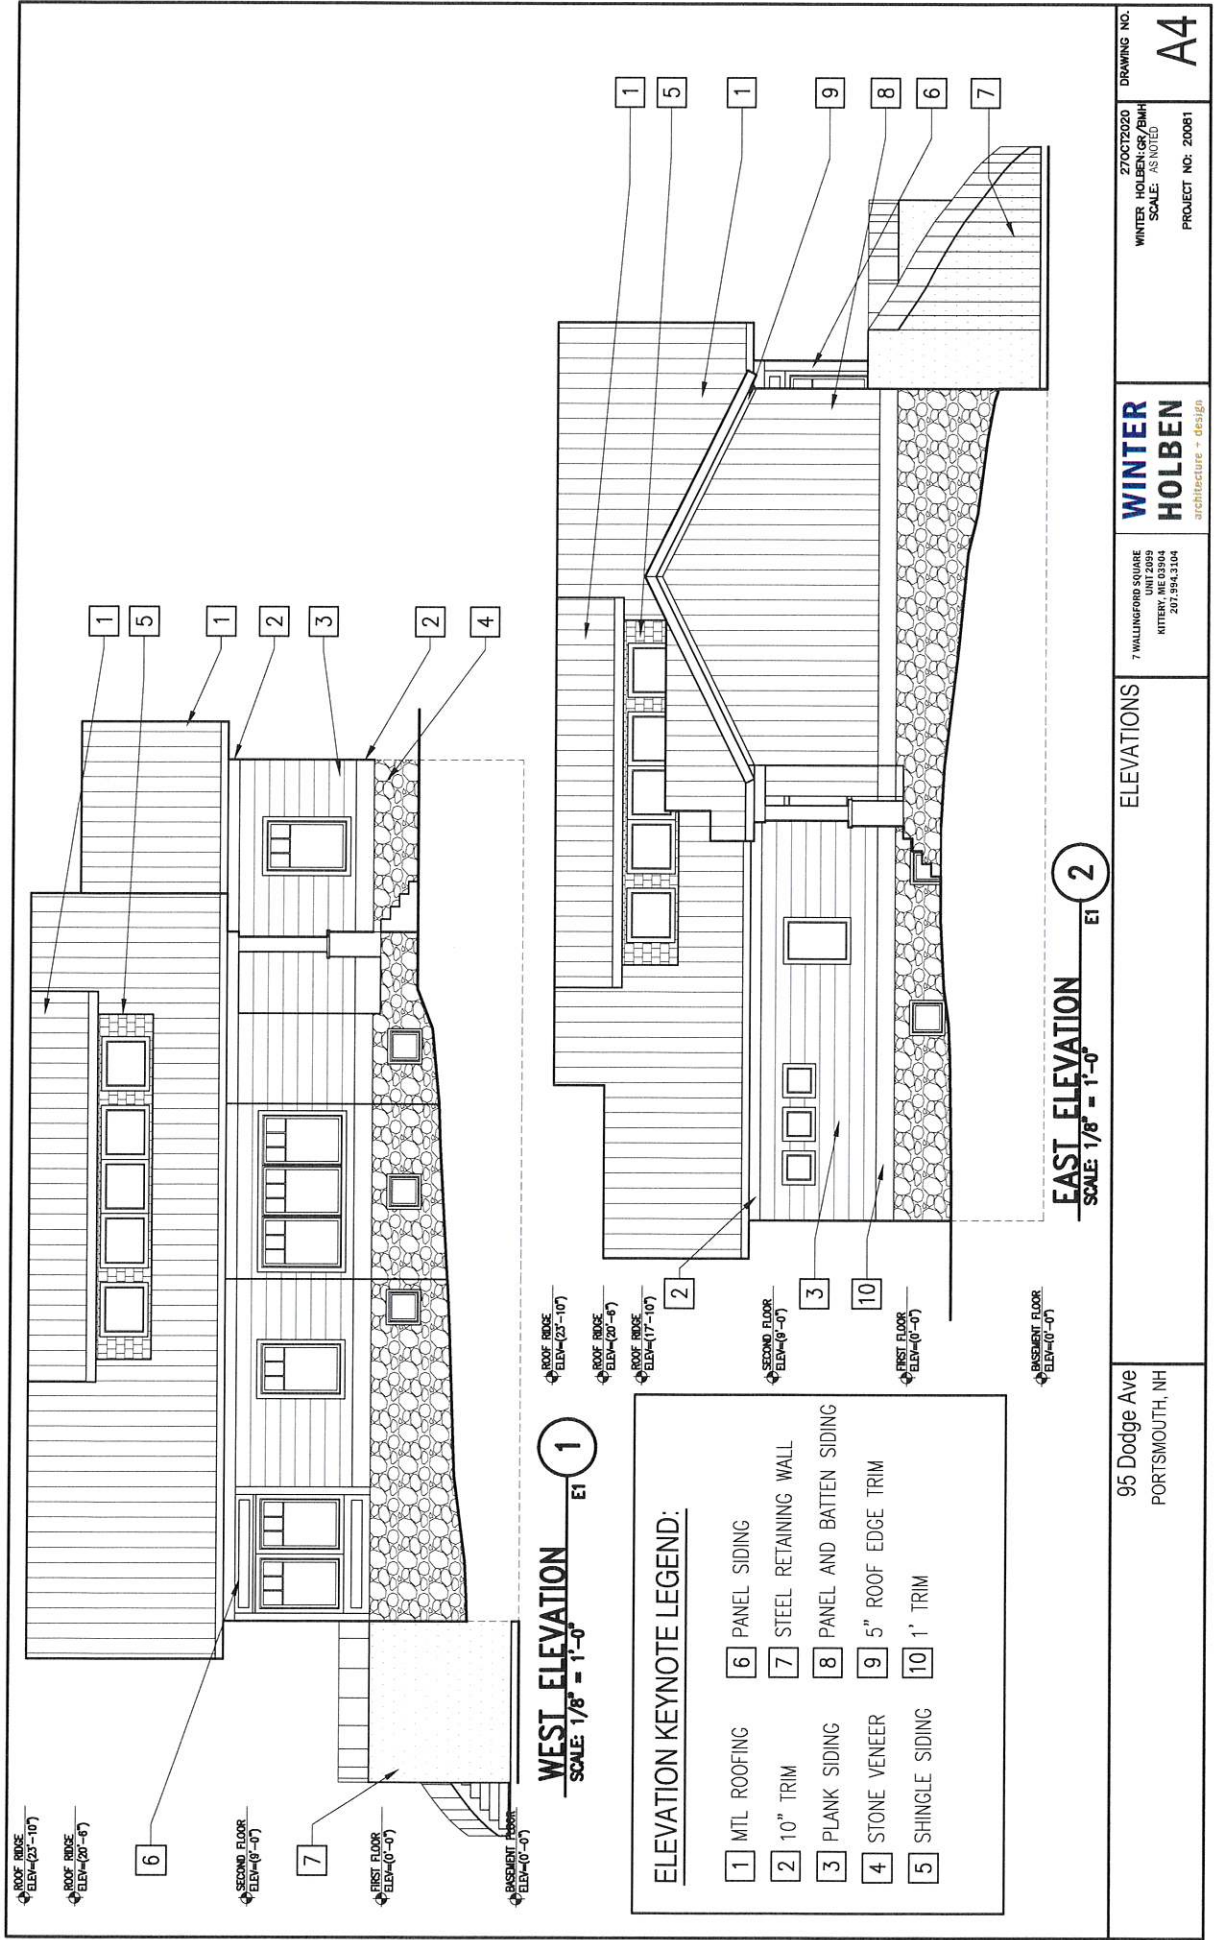 ROOF RIDGE
ELEV=(23'-10")
ROOF RIDGE
ELEV=(20'-6")
SECOND FLOOR
ELEV=(9'-0")
FIRST FLOOR
ELEV=(0'-0")
BASEMENT FLOOR
ELEV=(0'-0")
6
7
1
5
1
2
3
2
4
WEST ELEVATION
SCALE: 1/8" = 1'-0"
1
E1
ROOF RIDGE
ELEV=(23'-10")
ROOF RIDGE
ELEV=(20'-6")
ROOF RIDGE
ELEV=(17'-10")
SECOND FLOOR
ELEV=(9'-0")
FIRST FLOOR
ELEV=(0'-0")
BASEMENT FLOOR
ELEV=(0'-0")
2
3
10
1
5
1
9
8
6
7
EAST ELEVATION
SCALE: 1/8" = 1'-0"
2
E1
ELEVATION KEYNOTE LEGEND:
1 MTL ROOFING
2 10" TRIM
3 PLANK SIDING
4 STONE VENEER
5 SHINGLE SIDING
6 PANEL SIDING
7 STEEL RETAINING WALL
8 PANEL AND BATTEN SIDING
9 5" ROOF EDGE TRIM
10 1' TRIM
95 Dodge Ave
PORTSMOUTH, NH
ELEVATIONS
7 WALLINGFORD SQUARE
UNIT 2099
KITTERY, ME 03904
207.994.3104
WINTER
HOLBEN
architecture + design
27OCT2020
WINTER HOLBEN:GR/BMH
SCALE: AS NOTED
PROJECT NO: 20081
DRAWING NO.
A4